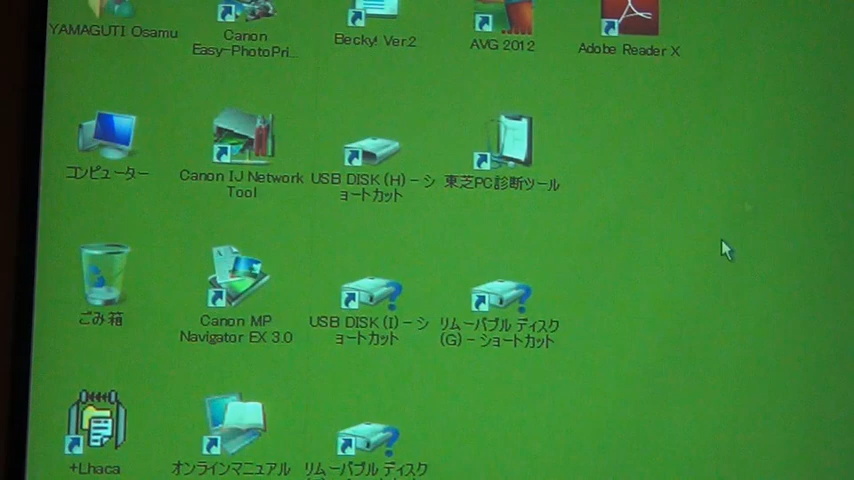 YAMAGUTI Osamu
Canon
Easy-PhotoPri...
Becky! Ver.2
AVG 2012
Adobe Reader X
コンピューター
Canon IJ Network
Tool
USB DISK (H) - シ
ョートカット
東芝PC診断ツール
ごみ箱
Canon MP
Navigator EX 3.0
USB DISK (I) - シ
ョートカット
リムーバブル ディスク
(G) - ショートカット
+Lhaca
オンラインマニュアル
リムーバブル ディスク